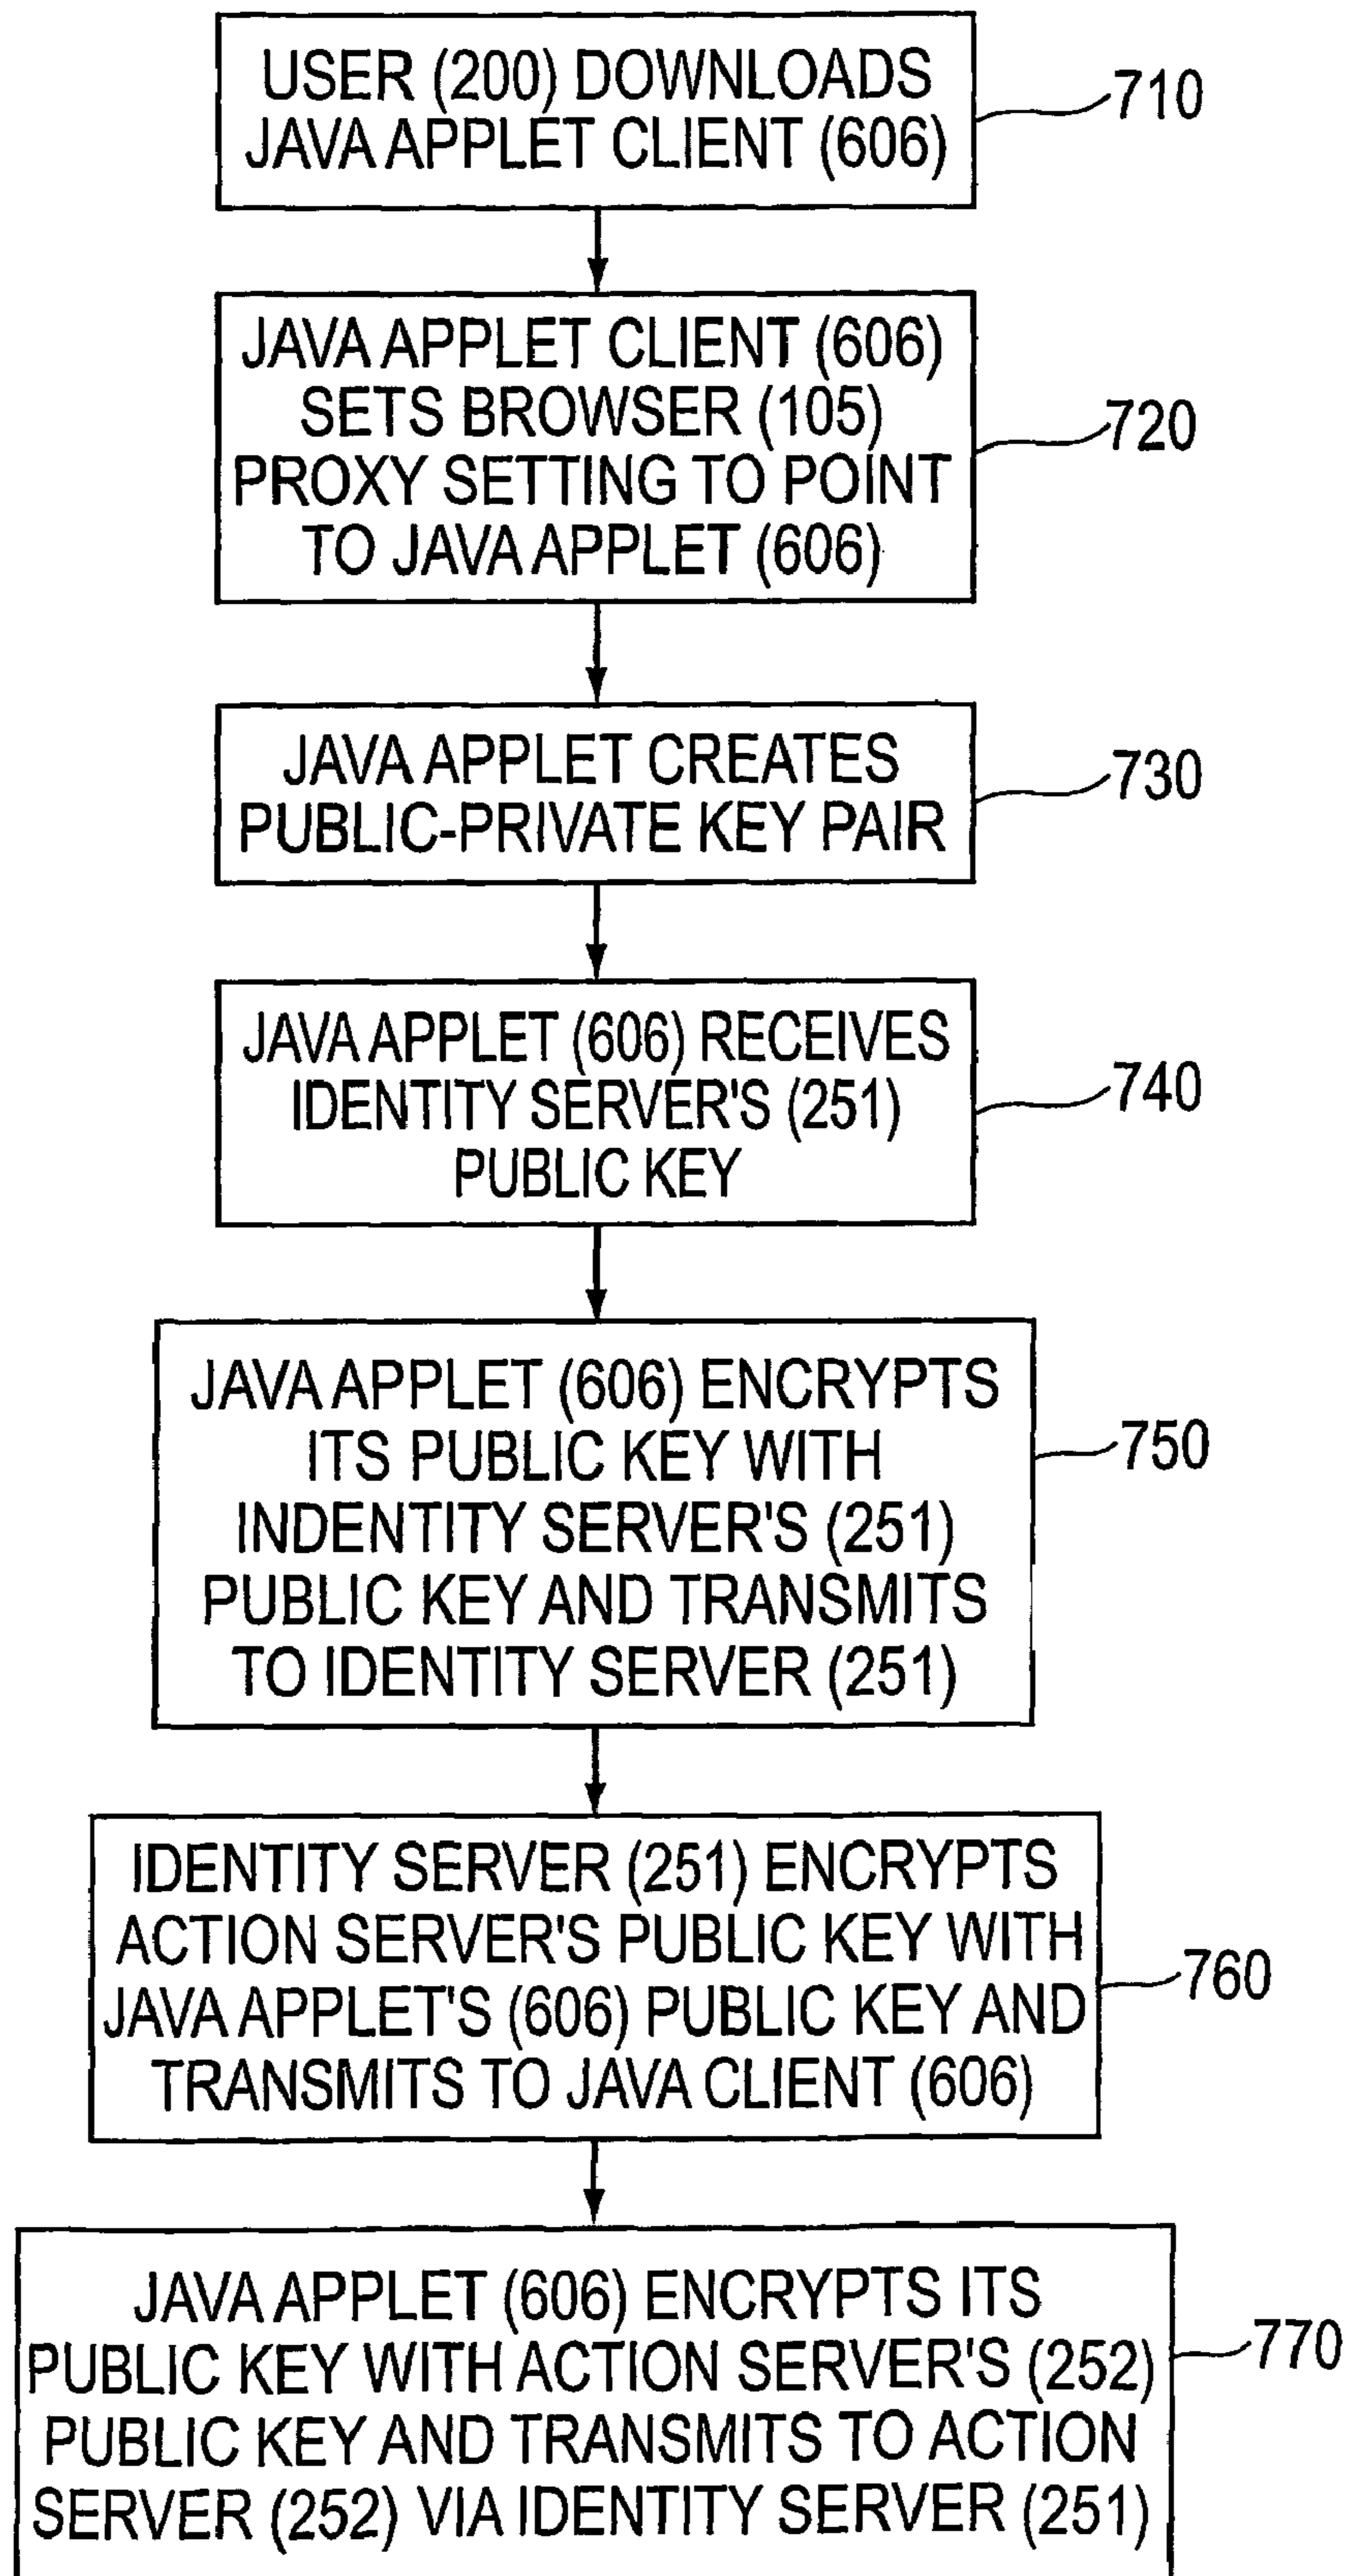 USER (200) DOWNLOADS
JAVA APPLET CLIENT (606)
710
JAVA APPLET CLIENT (606)
SETS BROWSER (105)
PROXY SETTING TO POINT
TO JAVA APPLET (606)
720
JAVA APPLET CREATES
PUBLIC-PRIVATE KEY PAIR
730
JAVA APPLET (606) RECEIVES
IDENTITY SERVER'S (251)
PUBLIC KEY
740
JAVA APPLET (606) ENCRYPTS
ITS PUBLIC KEY WITH
INDENTITY SERVER'S (251)
PUBLIC KEY AND TRANSMITS
TO IDENTITY SERVER (251)
750
IDENTITY SERVER (251) ENCRYPTS
ACTION SERVER'S PUBLIC KEY WITH
JAVA APPLET'S (606) PUBLIC KEY AND
TRANSMITS TO JAVA CLIENT (606)
760
JAVA APPLET (606) ENCRYPTS ITS
PUBLIC KEY WITH ACTION SERVER'S (252)
PUBLIC KEY AND TRANSMITS TO ACTION
SERVER (252) VIA IDENTITY SERVER (251)
770